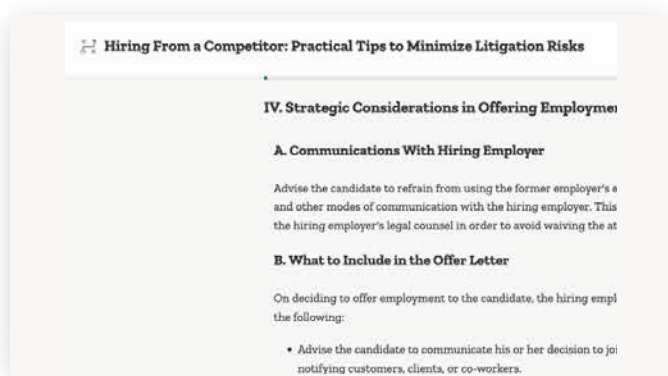 Hiring From a Competitor: Practical Tips to Minimize Litigation Risks
IV. Strategic Considerations in Offering
A. Communications With Hiring Employer
Advise the candidate to refrain from using the former employer's
and other modes of communication with the hiring employer. This
the hiring employer's legal counsel in order to avoid waiving the
B. What to Include in the Offer Letter
On deciding to offer employment to the candidate, the hiring
the following:
• Advise the candidate to communicate his or her decision to
notifying customers, clients, or co-workers.